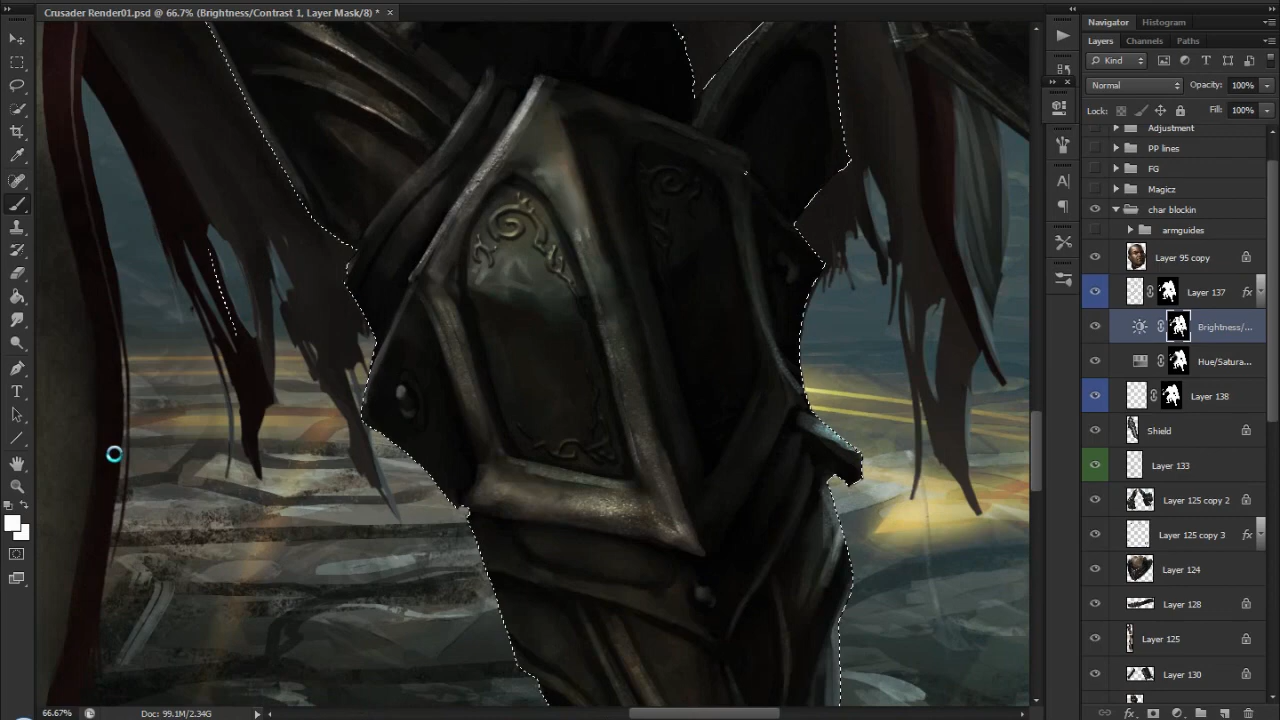 Crusader Render01.psd @ 66.7% (Brightness/Contrast 1, Layer Mask/8) * ×
Navigator Histogram
Layers Channels Paths
Kind
Normal Opacity: 100%
Lock: Fill: 100%
Adjustment
PP lines
FG
Magicz
char blockin
armguides
Layer 95 copy
Layer 137 fx
Brightness/...
Hue/Satura...
Layer 138
Shield
Layer 133
Layer 125 copy 2
Layer 125 copy 3 fx
Layer 124
Layer 128
Layer 125
Layer 130
66.67% Doc: 99.1M/2.34G